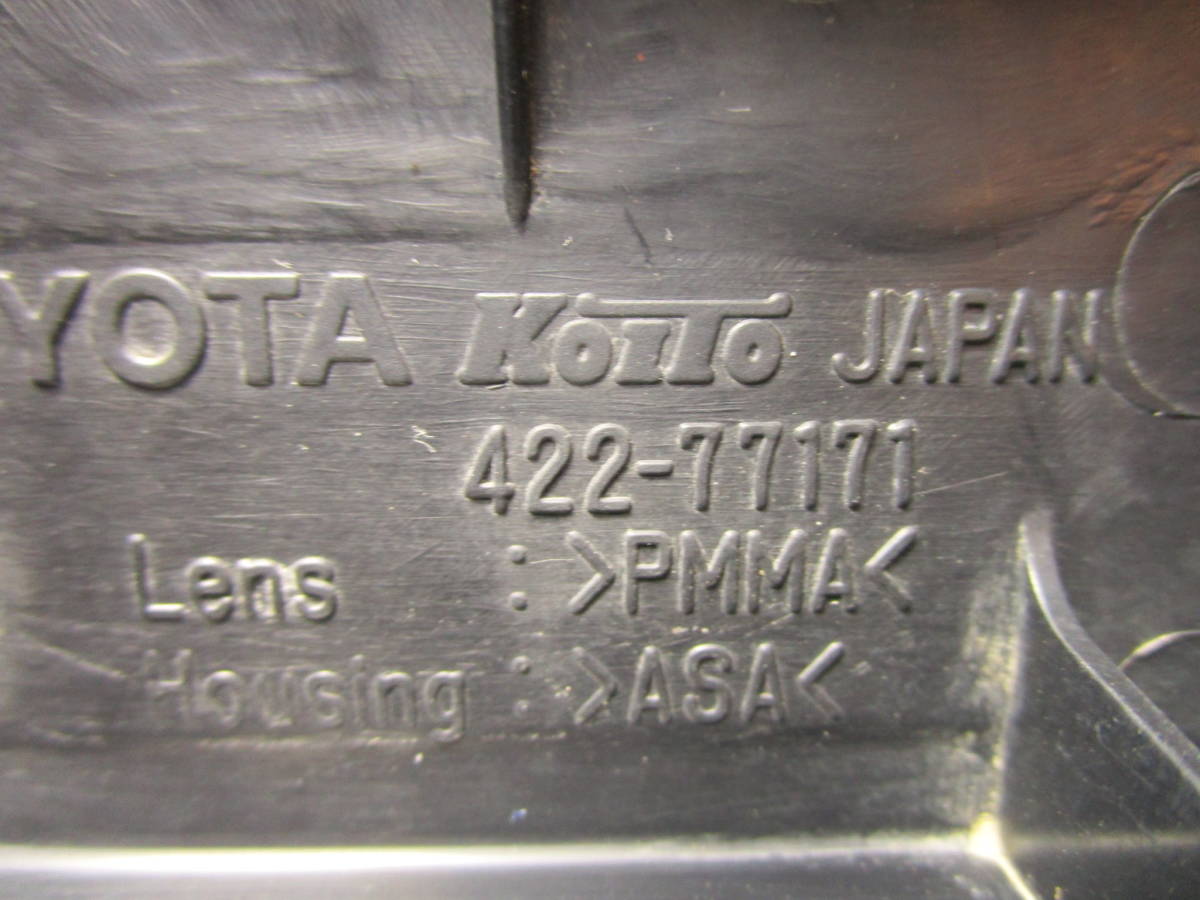 YOTA KOITO JAPAN
422-77171
Lens : >PMMA<
Housing : >ASA<